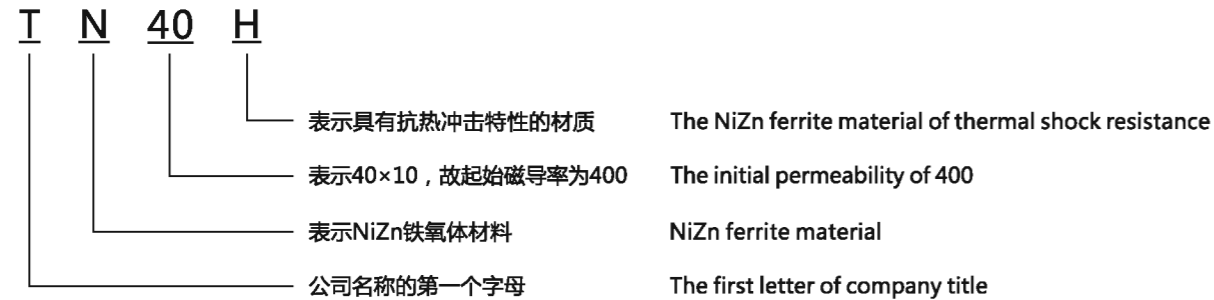 T N 40 H
表示具有抗热冲击特性的材质 The NiZn ferrite material of thermal shock resistance
表示40×10，故起始磁导率为400 The initial permeability of 400
表示NiZn铁氧体材料 NiZn ferrite material
公司名称的第一个字母 The first letter of company title